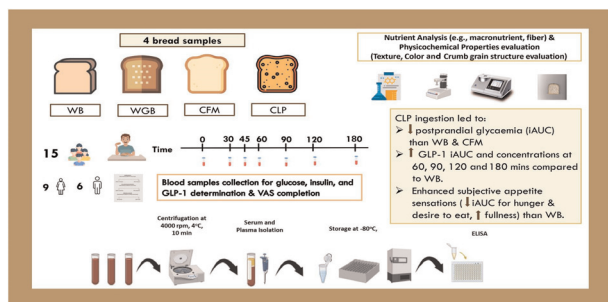 4 bread samples
WB
WGB
CFM
CLP
Nutrient Analysis (e.g., macronutrient, fiber) &
Physicochemical Properties evaluation
(Texture, Color and Crumb grain structure evaluation)
15
9
6
Time
0
30
45
60
90
120
180
Blood samples collection for glucose, insulin, and
GLP-1 determination & VAS completion
CLP ingestion led to:
➢ ↓ postprandial glycaemia (iAUC)
than WB & CFM
➢ ↑ GLP-1 iAUC and concentrations at
60, 90, 120 and 180 mins compared
to WB.
➢ Enhanced subjective appetite
sensations (↓ iAUC for hunger &
desire to eat, ↑ fullness) than WB.
Centrifugation at
4000 rpm, 4°C,
10 min
Serum and
Plasma isolation
Storage at -80°C
ELISA